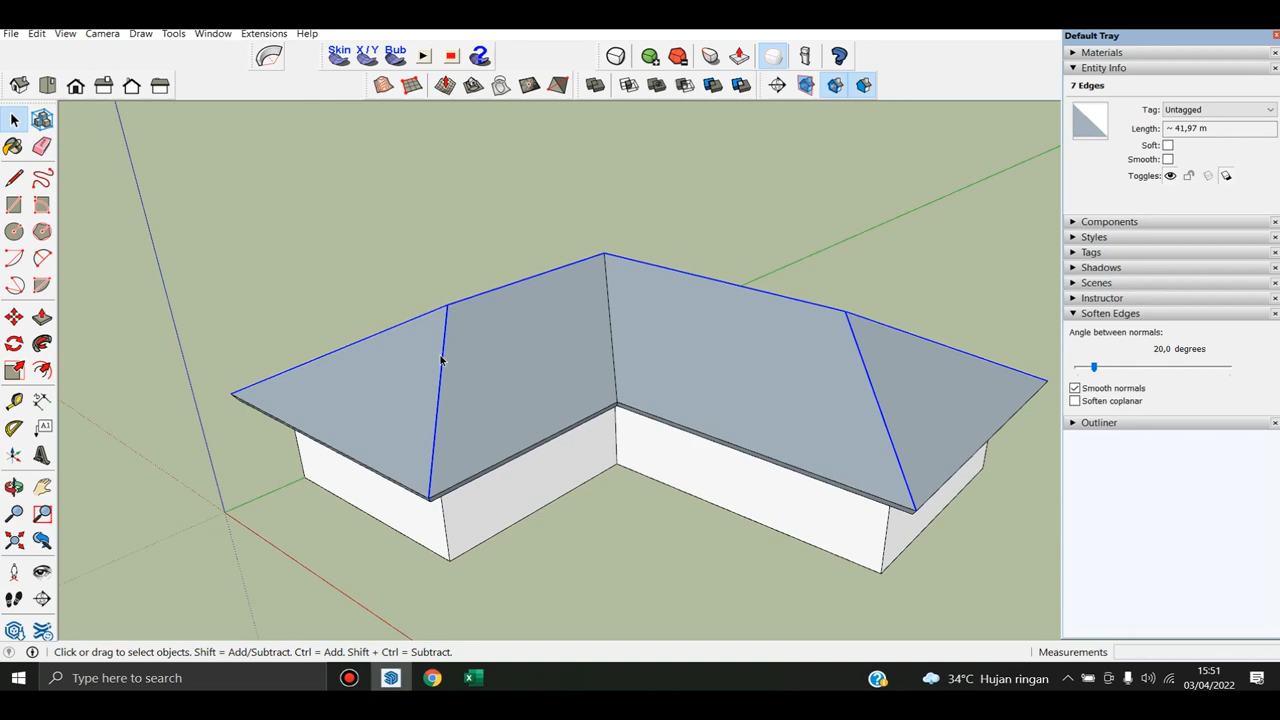 Default Tray
File Edit View Camera Draw Tools Window Extensions Help
Materials
Skin X/Y Bub
Entity Info
7 Edges
Tag: Untagged
Length: ~ 41,97 m
Soft:
Smooth:
Toggles:
Components
Styles
Tags
Shadows
Scenes
Instructor
Soften Edges
Angle between normals:
20,0 degrees
Smooth normals
Soften coplanar
Outliner
A1
Click or drag to select objects. Shift = Add/Subtract. Ctrl = Add. Shift + Ctrl = Subtract.
Measurements
Type here to search
34°C Hujan ringan
15:51
03/04/2022